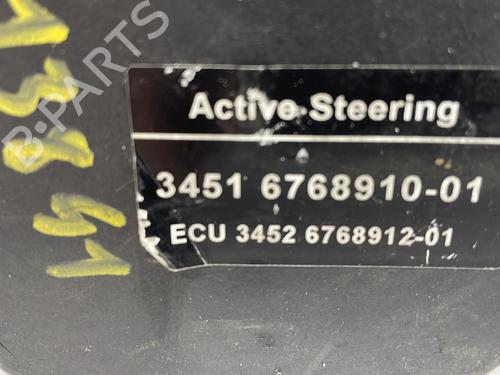 Active Steering
3451 6768910-01
ECU 3452 6768912-01
B-PARTS